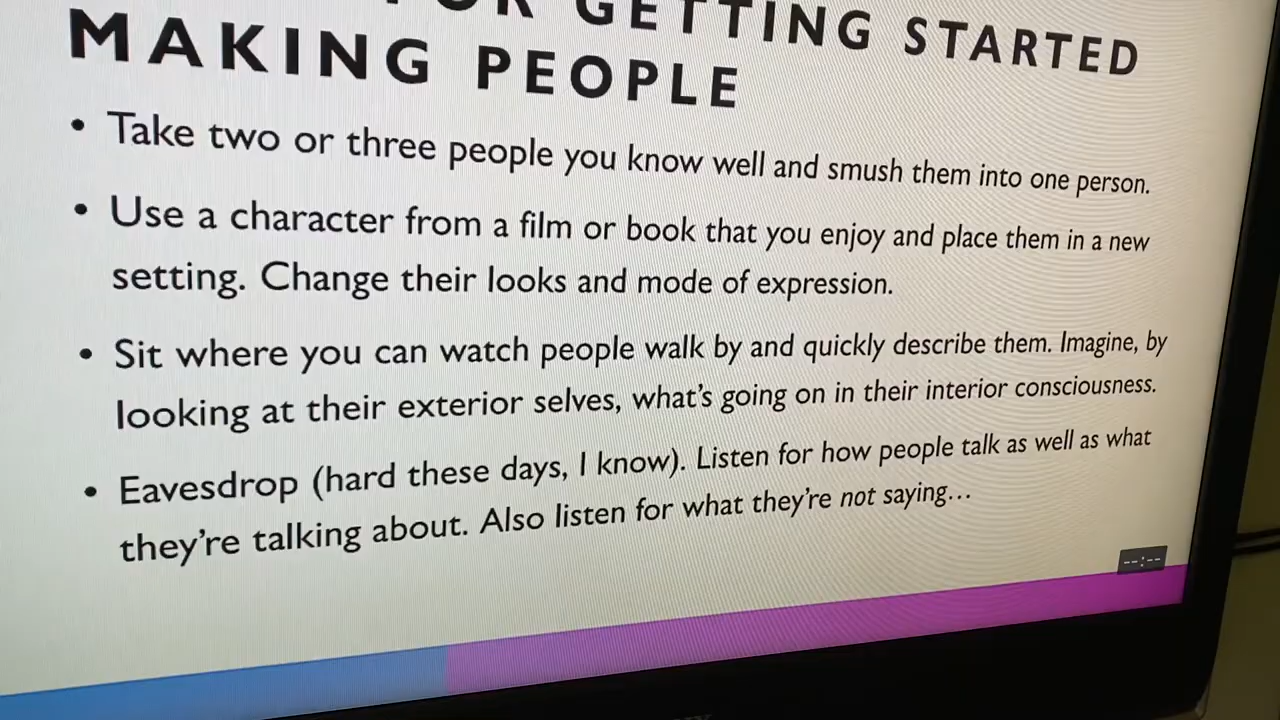 GETTING STARTED
MAKING PEOPLE
• Take two or three people you know well and smush them into one person.
• Use a character from a film or book that you enjoy and place them in a new
setting. Change their looks and mode of expression.
• Sit where you can watch people walk by and quickly describe them. Imagine, by
looking at their exterior selves, what's going on in their interior consciousness.
• Eavesdrop (hard these days, I know). Listen for how people talk as well as what
they're talking about. Also listen for what they're not saying...
--:--